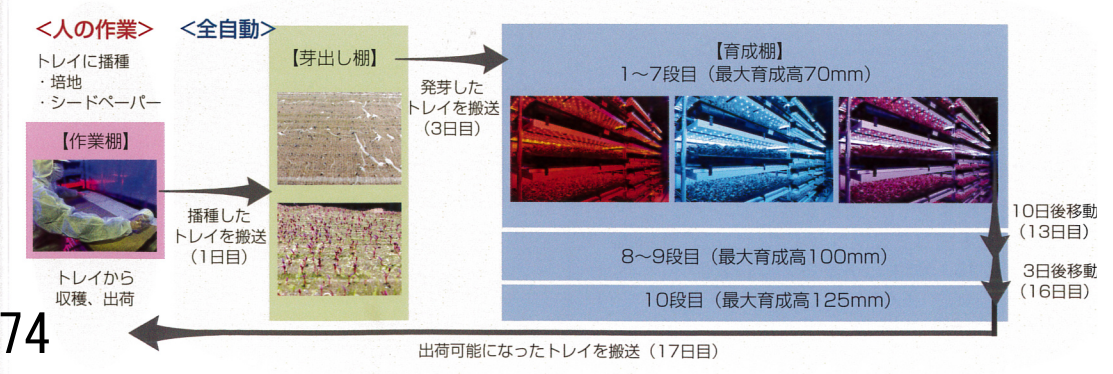 <人の作業>
<全自動>
トレイに播種
・培地
・シードペーパー
【作業棚】
トレイから
収穫、出荷
播種した
トレイを搬送
(1日目)
【芽出し棚】
発芽した
トレイを搬送
(3日目)
【育成棚】
1～7段目（最大育成高70mm）
10日後移動
(13日目)
8～9段目（最大育成高100mm）
3日後移動
(16日目)
10段目（最大育成高125mm）
出荷可能になったトレイを搬送（17日目）
74